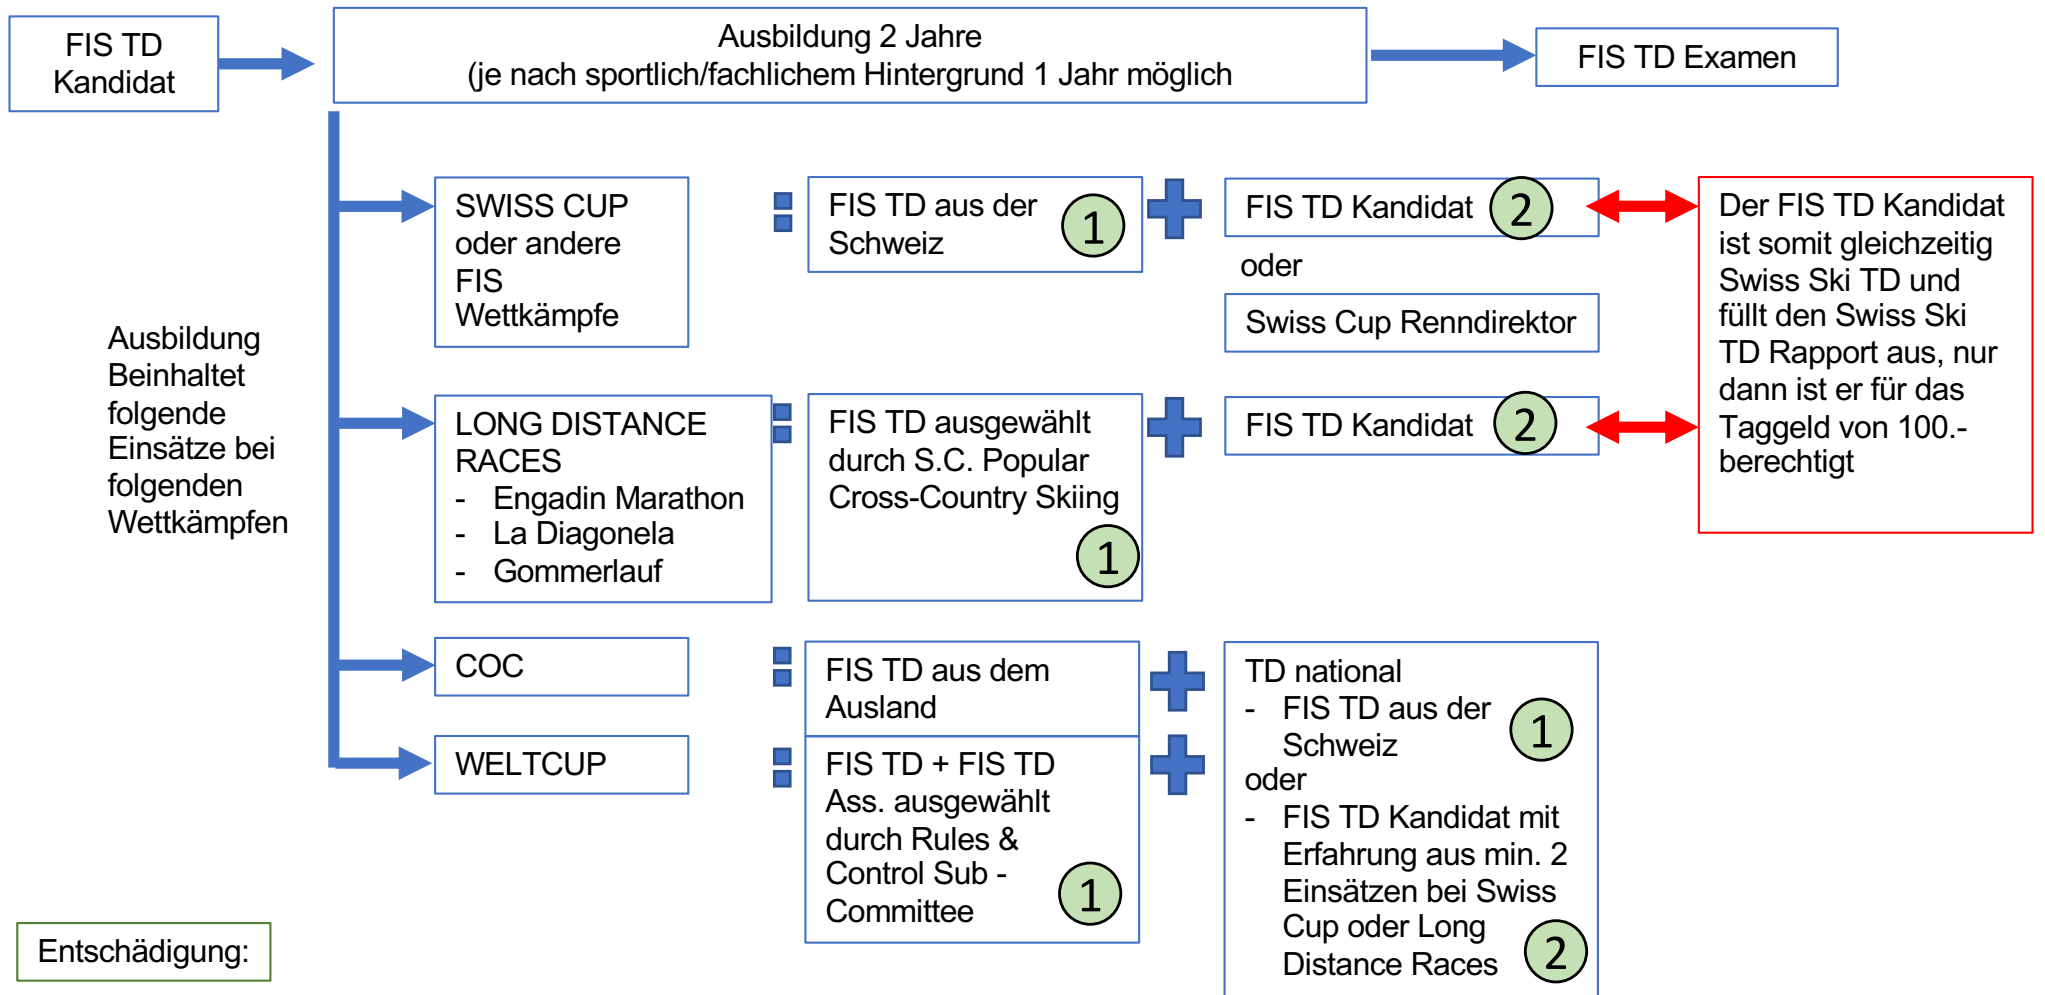 FIS TD
Kandidat
Ausbildung 2 Jahre
(je nach sportlich/fachlichem Hintergrund 1 Jahr möglich
FIS TD Examen
Ausbildung
Beinhaltet
folgende
Einsätze bei
folgenden
Wettkämpfen
SWISS CUP
oder andere
FIS
Wettkämpfe
FIS TD aus der
Schweiz
1
FIS TD Kandidat
2
oder
Swiss Cup Renndirektor
Der FIS TD Kandidat
ist somit gleichzeitig
Swiss Ski TD und
füllt den Swiss Ski
TD Rapport aus, nur
dann ist er für das
Taggeld von 100.-
berechtigt
LONG DISTANCE
RACES
- Engadin Marathon
- La Diagonela
- Gommerlauf
FIS TD ausgewählt
durch S.C. Popular
Cross-Country Skiing
1
FIS TD Kandidat
2
COC
FIS TD aus dem
Ausland
WELTCUP
FIS TD + FIS TD
Ass. ausgewählt
durch Rules &
Control Sub -
Committee
1
TD national
- FIS TD aus der
Schweiz
1
oder
- FIS TD Kandidat mit
Erfahrung aus min. 2
Einsätzen bei Swiss
Cup oder Long
Distance Races
2
Entschädigung: